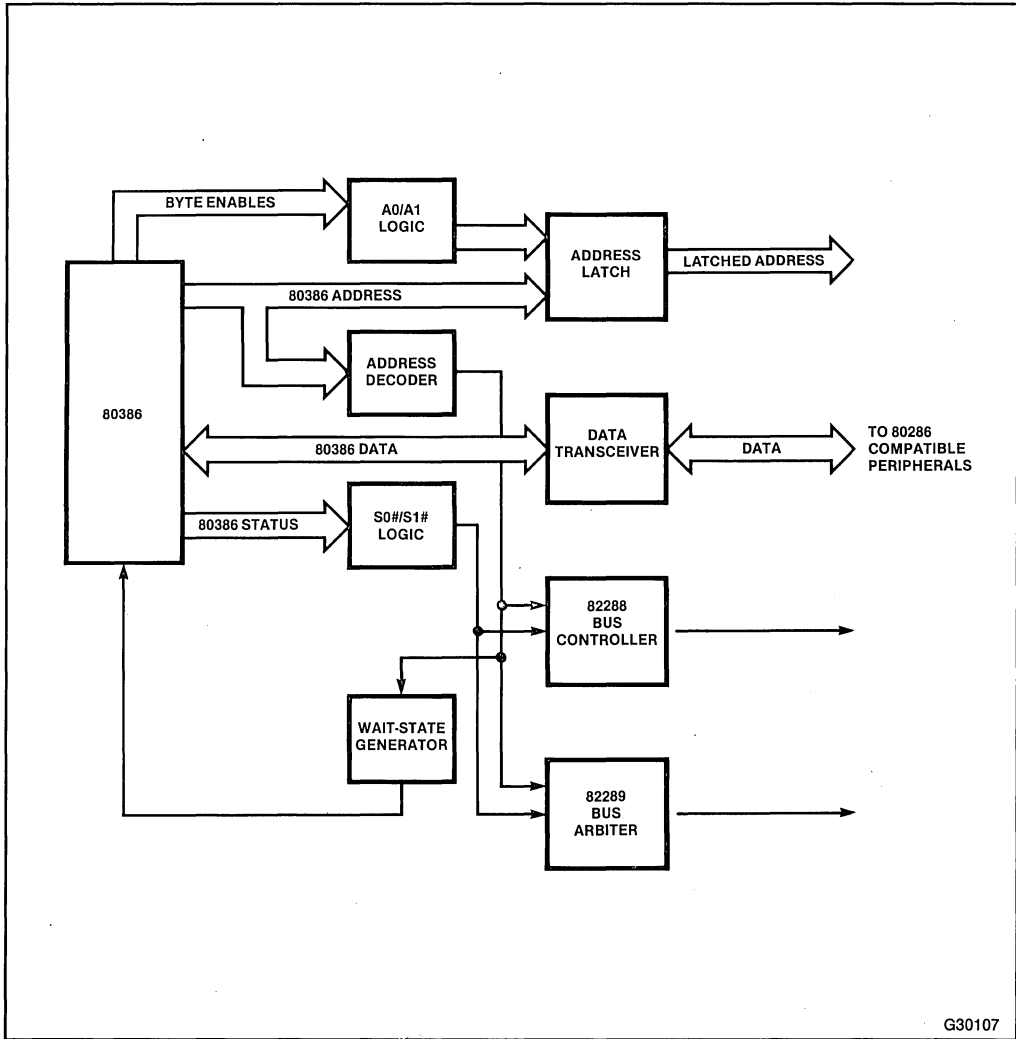 BYTE ENABLES
A0/A1
LOGIC
ADDRESS
LATCH
LATCHED ADDRESS
80386 ADDRESS
ADDRESS
DECODER
80386
80386 DATA
DATA
TRANSCEIVER
DATA
TO 80286
COMPATIBLE
PERIPHERALS
80386 STATUS
S0#/S1#
LOGIC
82288
BUS
CONTROLLER
WAIT-STATE
GENERATOR
82289
BUS
ARBITER
G30107